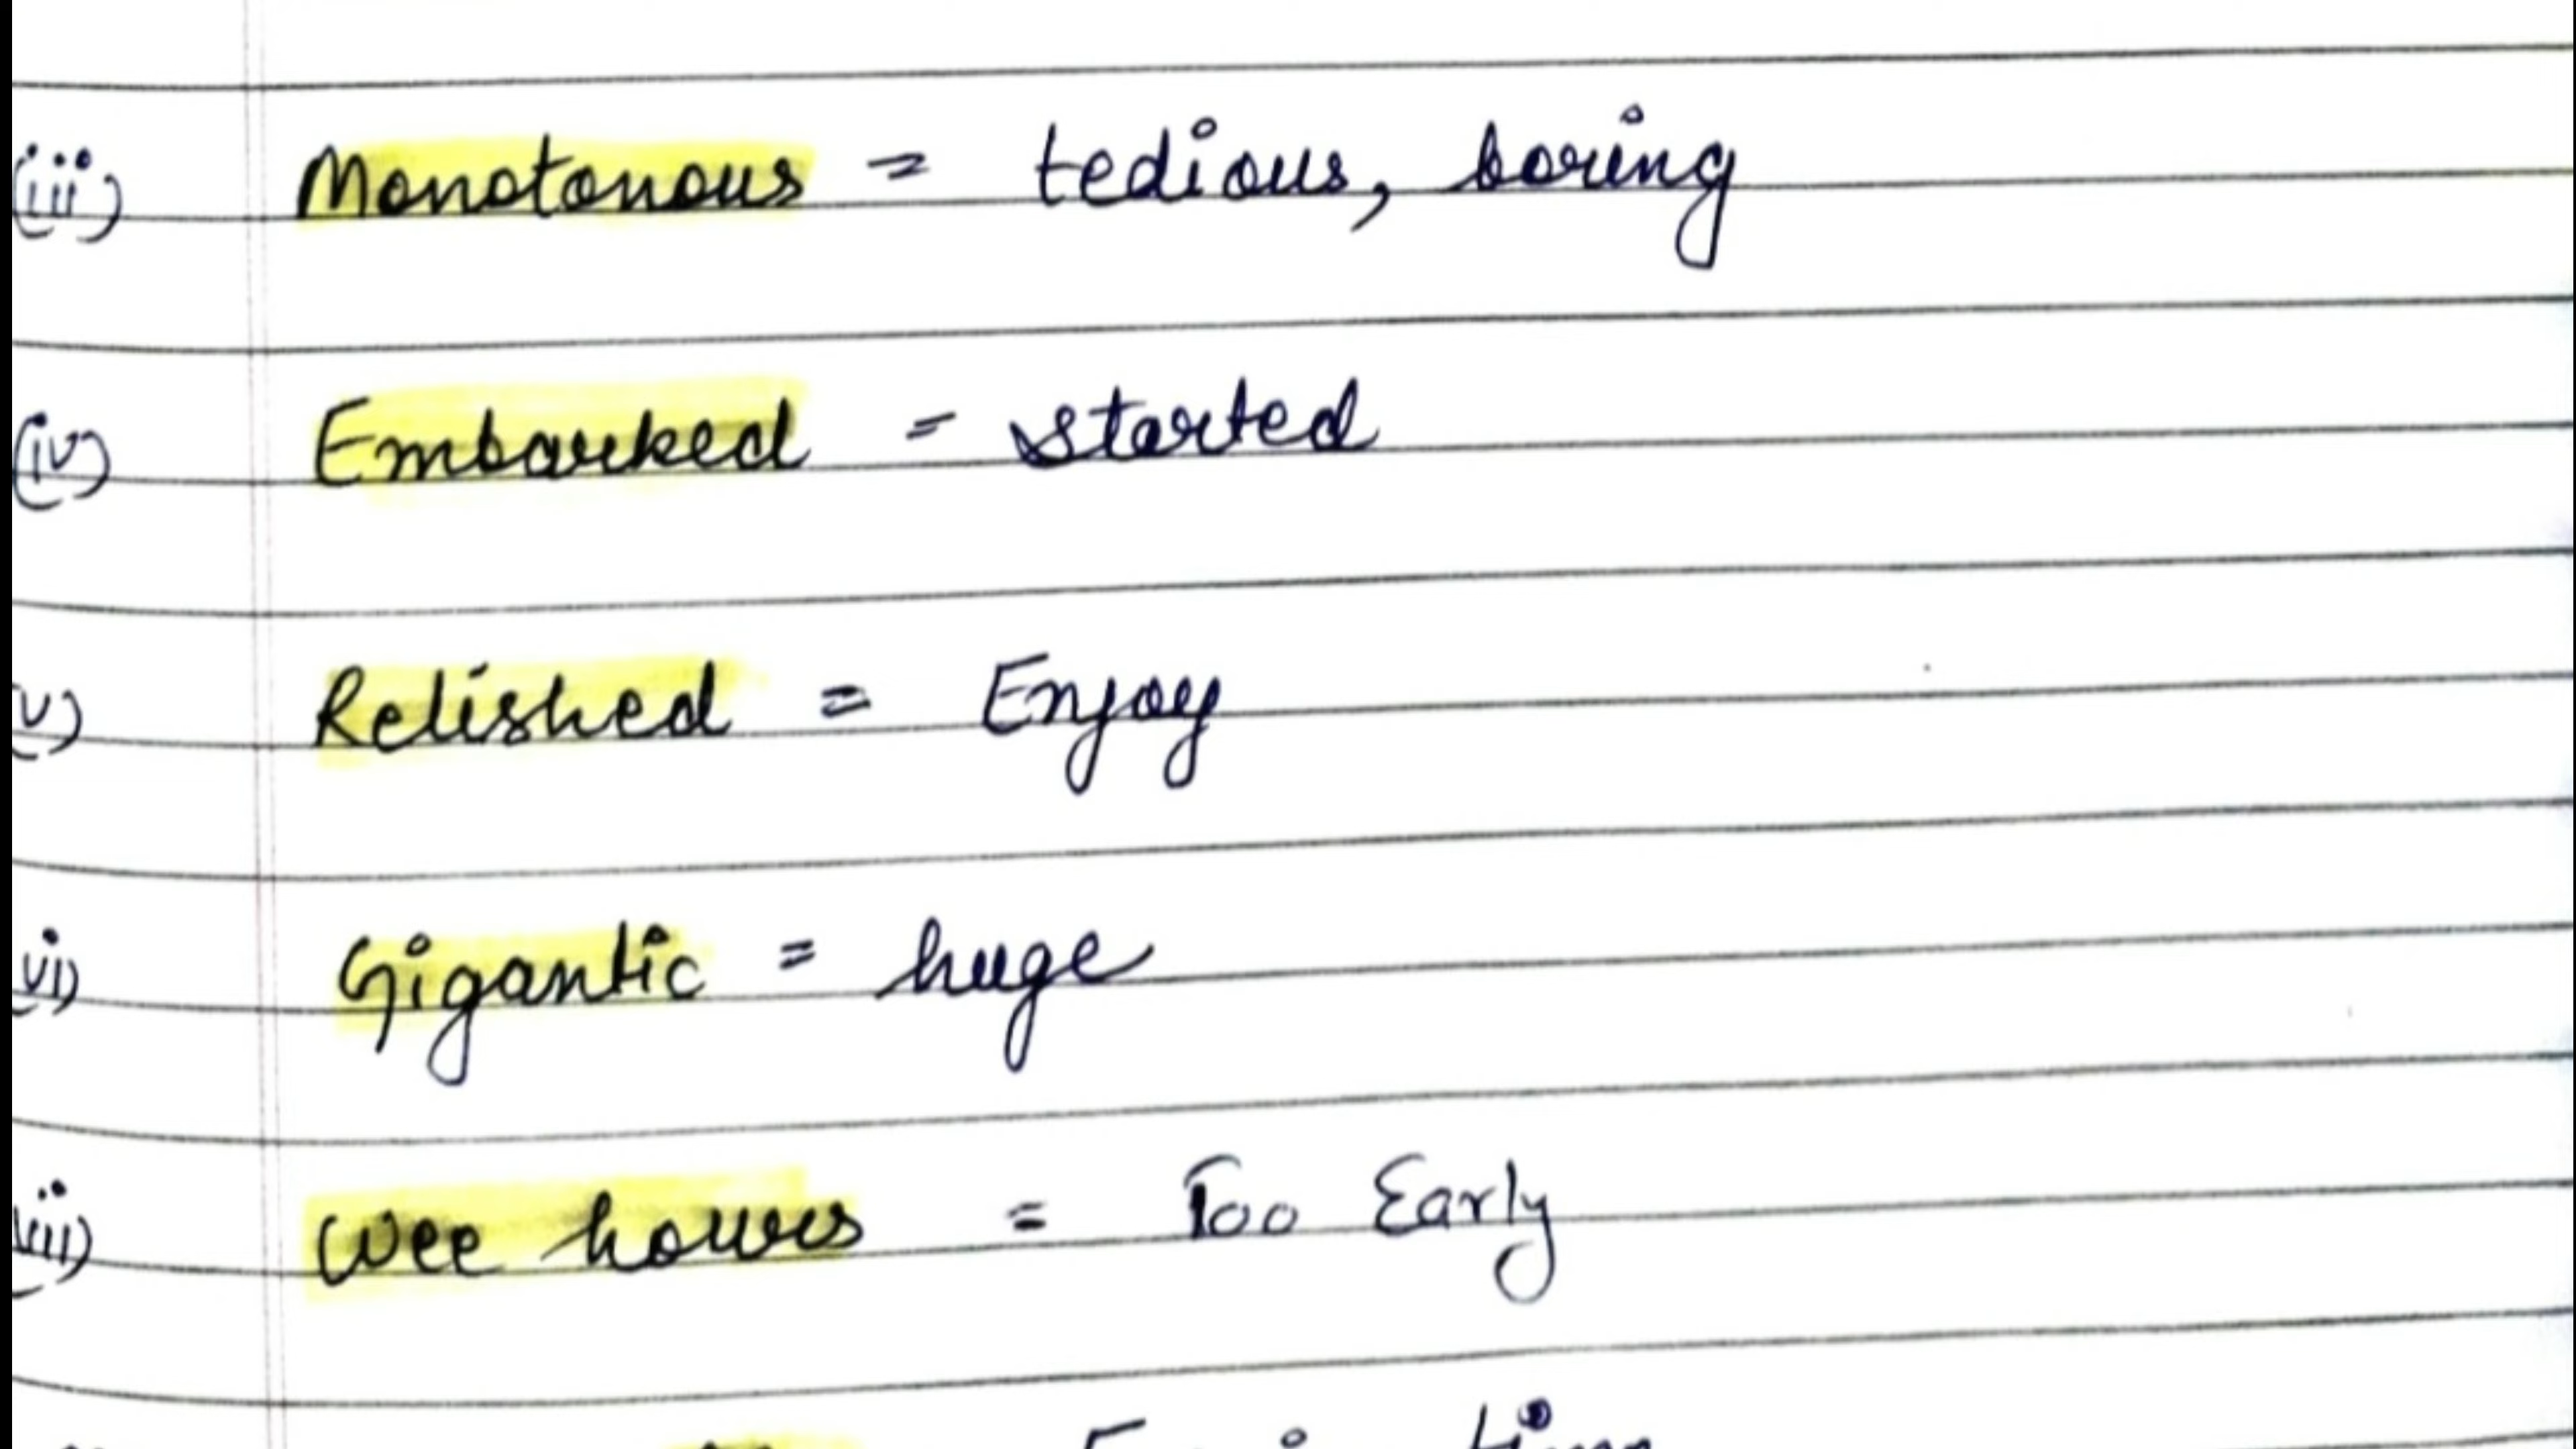 (iii) Monotonous = tedious, boring
(iv) Embarked = started
(v) Relished = Enjoy
(vi) Gigantic = huge
(vii) Wee hours = Too Early